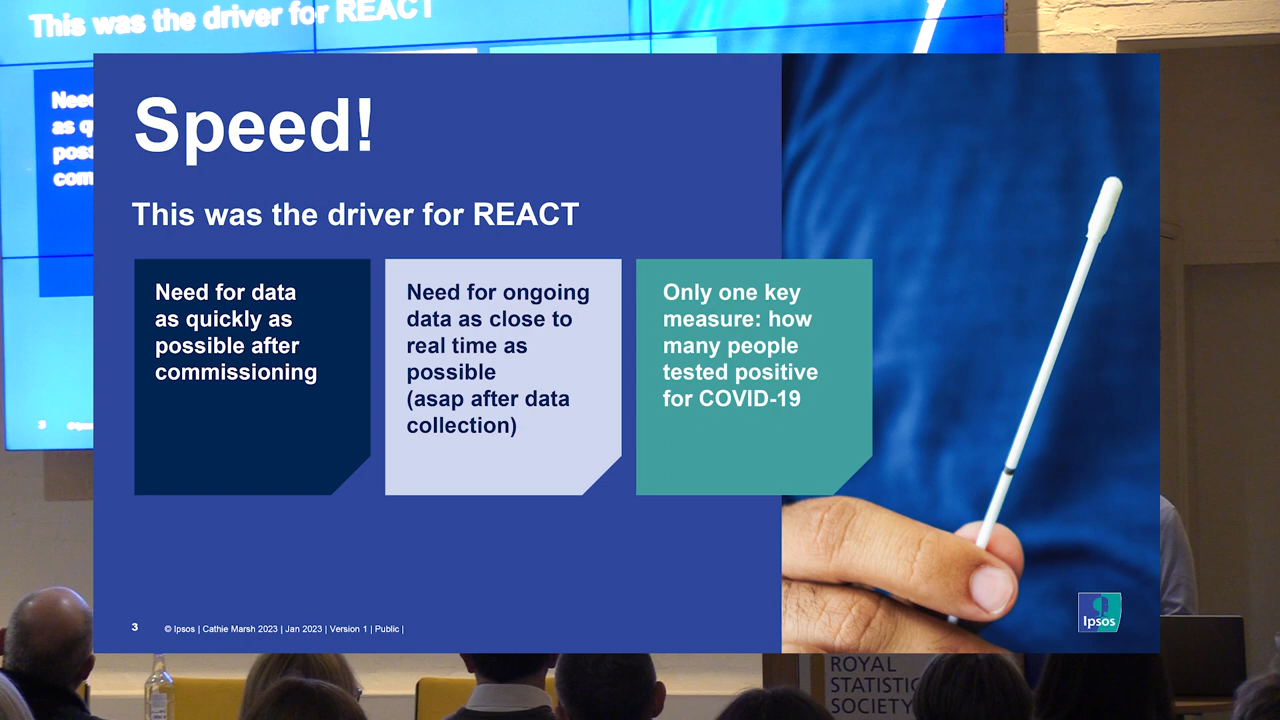 This was the driver for REACT
Speed!
This was the driver for REACT
Need for data
as quickly as
possible after
commissioning
Need for ongoing
data as close to
real time as
possible
(asap after data
collection)
Only one key
measure: how
many people
tested positive
for COVID-19
3
© Ipsos | Cathie Marsh 2023 | Jan 2023 | Version 1 | Public |
Ipsos
3
ROYAL
STATISTIC
SOCIETY